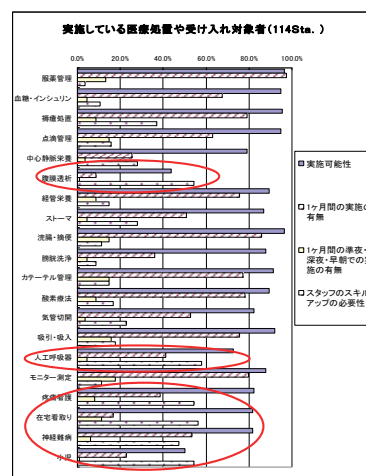 実施している医療処置や受け入れ対象者(114Sta. )
0.0% 20.0% 40.0% 60.0% 80.0% 100.0%
服薬管理
血糖・インシュリン
褥瘡処置
点滴管理
中心静脈栄養
腹膜透析
経管栄養
ストーマ
浣腸・摘便
膀胱洗浄
カテーテル管理
酸素療法
気管切開
吸引・吸入
人工呼吸器
モニター測定
疼痛看護
在宅看取り
神経難病
小児
実施可能性
1ヶ月間の実施の
有無
1ヶ月間の準夜・
深夜・早朝での実
施の有無
スタッフのスキル
アップの必要性